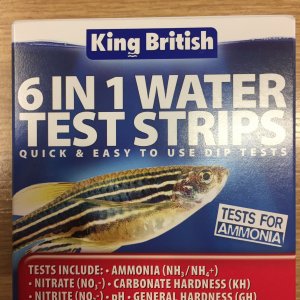 King British
6 IN 1 WATER
TEST STRIPS
QUICK & EASY TO USE DIP TESTS
TESTS FOR
AMMONIA
TESTS INCLUDE: • AMMONIA (NH₃/NH₄+)
• NITRATE (NO₃-) • CARBONATE HARDNESS (KH)
• NITRITE (NO₂-) • pH • GENERAL HARDNESS (GH)